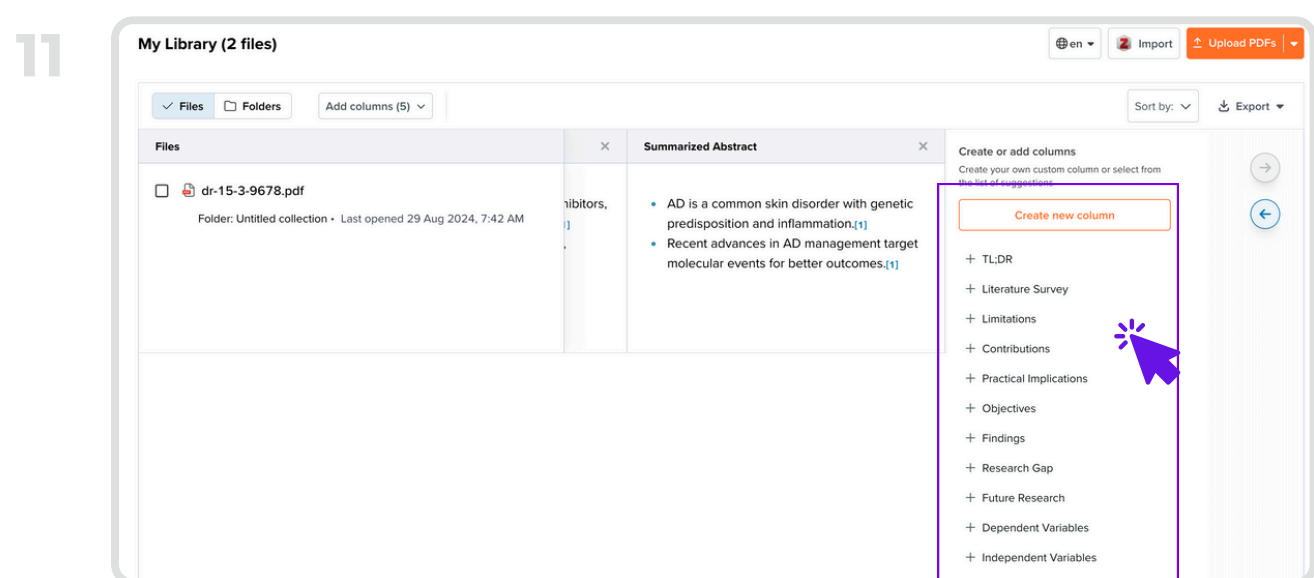 11
My Library (2 files)
en
Import
Upload PDFs
Files
Folders
Add columns (5)
Sort by:
Export
Files
Summarized Abstract
Create or add columns
Create your own custom column or select from
the list of suggestions
Create new column
dr-15-3-9678.pdf
Folder: Untitled collection • Last opened 29 Aug 2024, 7:42 AM
• AD is a common skin disorder with genetic
predisposition and inflammation.[1]
• Recent advances in AD management target
molecular events for better outcomes.[1]
+ TL;DR
+ Literature Survey
+ Limitations
+ Contributions
+ Practical Implications
+ Objectives
+ Findings
+ Research Gap
+ Future Research
+ Dependent Variables
+ Independent Variables